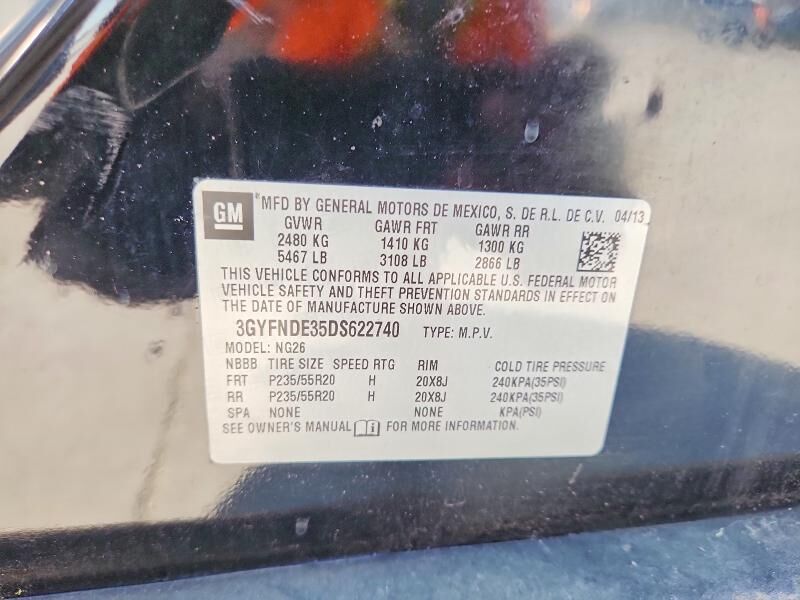 GM ® MFD BY GENERAL MOTORS DE MEXICO, S. DE R.L. DE C.V. 04/13
GVWR GAWR FRT GAWR RR
2480 KG 1410 KG 1300 KG
5467 LB 3108 LB 2866 LB
THIS VEHICLE CONFORMS TO ALL APPLICABLE U.S. FEDERAL MOTOR
VEHICLE SAFETY AND THEFT PREVENTION STANDARDS IN EFFECT ON
THE DATE OF MANUFACTURE SHOWN ABOVE.
3GYFNDE35DS622740 TYPE: M.P.V.
MODEL: NG26
NBBB TIRE SIZE SPEED RTG RIM COLD TIRE PRESSURE
FRT P235/55R20 H 20X8J 240KPA(35PSI)
RR P235/55R20 H 20X8J 240KPA(35PSI)
SPA NONE NONE KPA(PSI)
SEE OWNER'S MANUAL i FOR MORE INFORMATION.